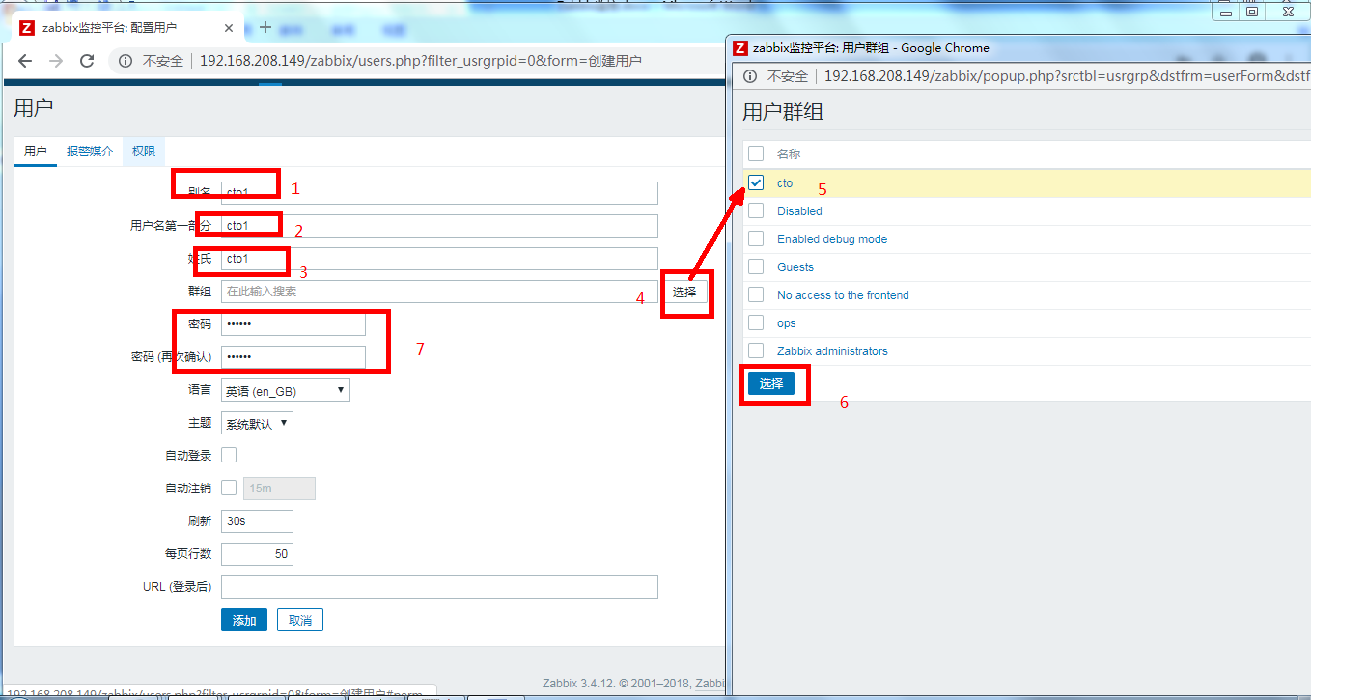 zabbix监控平台: 配置用户
不安全 192.168.208.149/zabbix/users.php?filter_usrgrpid=0&form=创建用户
用户
用户 报警媒介 权限
别名 cto1 1
用户名第一部分 cto1 2
姓氏 cto1 3
群组 在此输入搜索 4 选择
密码 ••••••
密码 (再次确认) •••••• 7
语言 英语 (en_GB)
主题 系统默认
自动登录
自动注销 15m
刷新 30s
每页行数 50
URL (登录后)
添加 取消
Zabbix 3.4.12. © 2001–2018, Zabbi
192.168.208.149/zabbix/users.php?filter_usrgrpid=0&form=创建用户#perm
zabbix监控平台: 用户群组 - Google Chrome
不安全 192.168.208.149/zabbix/popup.php?srctbl=usrgrp&dstfrm=userForm&dstf
用户群组
名称
cto 5
Disabled
Enabled debug mode
Guests
No access to the frontend
ops
Zabbix administrators
选择 6